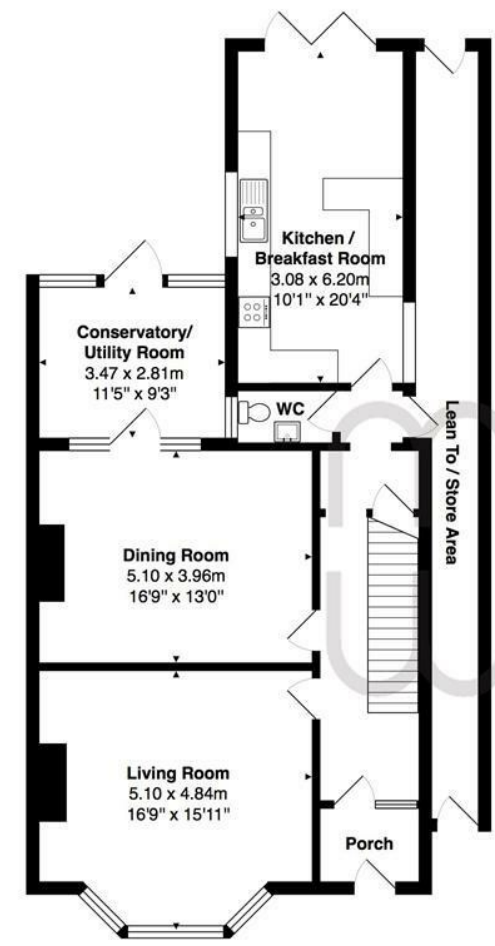 Kitchen /
Breakfast Room
3.08 x 6.20m
10'1" x 20'4"
Conservatory/
Utility Room
3.47 x 2.81m
11'5" x 9'3"
WC
Lean To / Store Area
Dining Room
5.10 x 3.96m
16'9" x 13'0"
Living Room
5.10 x 4.84m
16'9" x 15'11"
Porch